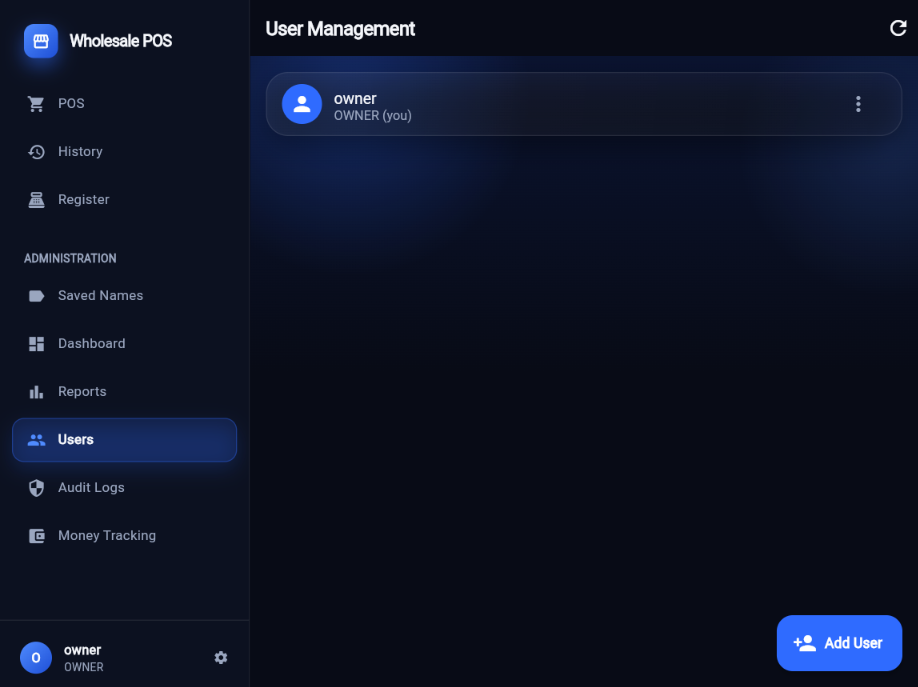 Wholesale POS
POS
History
Register
ADMINISTRATION
Saved Names
Dashboard
Reports
Users
Audit Logs
Money Tracking
O
owner
OWNER
User Management
owner
OWNER (you)
Add User